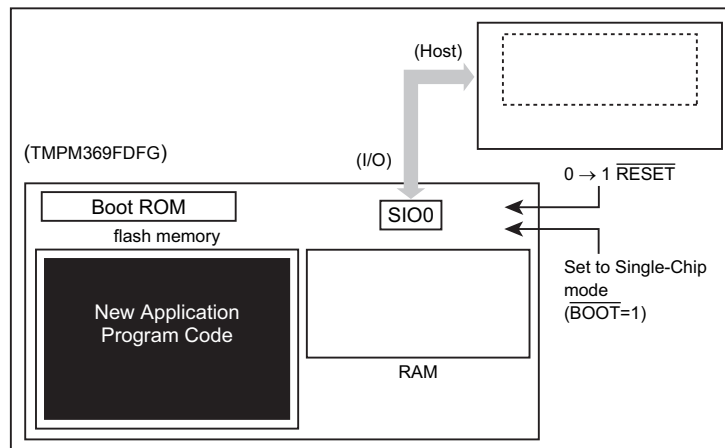 (Host)
(TMPM369FDFG)
(I/O)
0 → 1 RESET
Boot ROM
SIO0
flash memory
Set to Single-Chip
mode
(BOOT=1)
New Application
Program Code
RAM